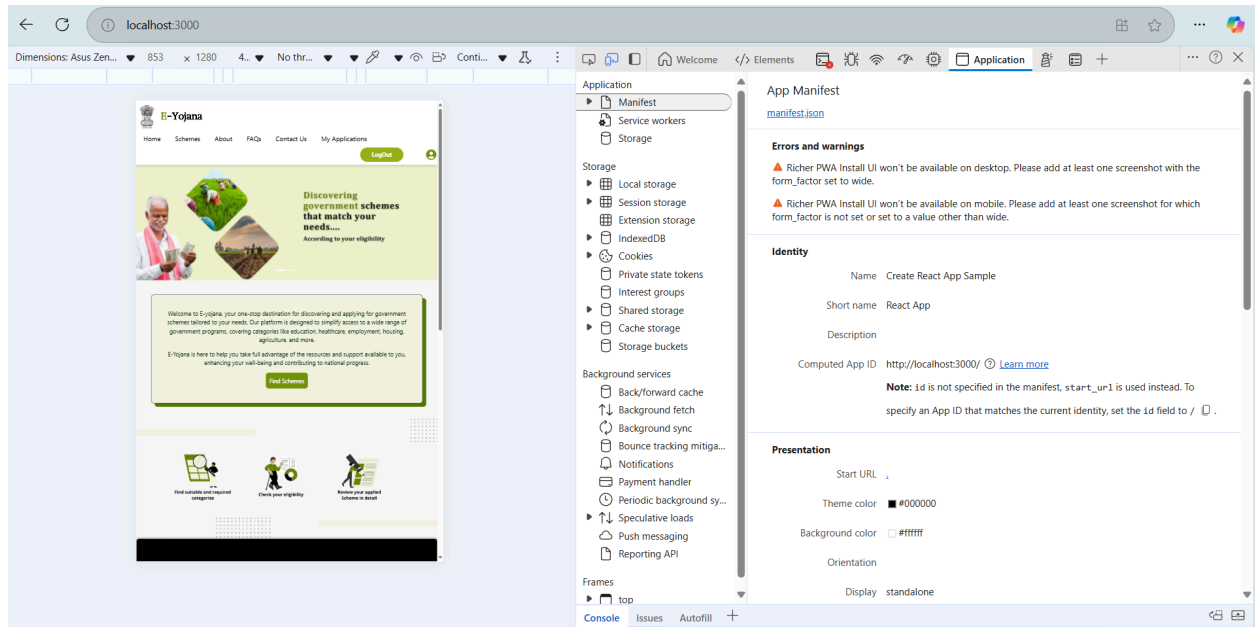 localhost:3000
Dimensions: Asus Zen... 853 × 1280 4... No thr... Conti...
E-Yojana
Home Schemes About FAQs Contact Us My Applications
LogOut
Discovering
government schemes
that match your
needs....
According to your eligibility
Welcome to E-yojana, your one-stop destination for discovering and applying for government
schemes tailored to your needs. Our platform is designed to simplify access to a wide range of
government programs, covering categories like education, healthcare, employment, housing,
agriculture, and more.
E-Yojana is here to help you take full advantage of the resources and support available to you,
enhancing your well-being and contributing to national progress.
Find Schemes
Find suitable and required
categories
Check your eligibility
Review your applied
Scheme in detail
Welcome Elements Application
Application
Manifest
Service workers
Storage
Storage
Local storage
Session storage
Extension storage
IndexedDB
Cookies
Private state tokens
Interest groups
Shared storage
Cache storage
Storage buckets
Background services
Back/forward cache
Background fetch
Background sync
Bounce tracking mitiga...
Notifications
Payment handler
Periodic background sy...
Speculative loads
Push messaging
Reporting API
Frames
top
App Manifest
manifest.json
Errors and warnings
Richer PWA Install UI won't be available on desktop. Please add at least one screenshot with the
form_factor set to wide.
Richer PWA Install UI won't be available on mobile. Please add at least one screenshot for which
form_factor is not set or set to a value other than wide.
Identity
Name Create React App Sample
Short name React App
Description
Computed App ID http://localhost:3000/ Learn more
Note: id is not specified in the manifest, start_url is used instead. To
specify an App ID that matches the current identity, set the id field to / .
Presentation
Start URL .
Theme color #000000
Background color #ffffff
Orientation
Display standalone
Console Issues Autofill